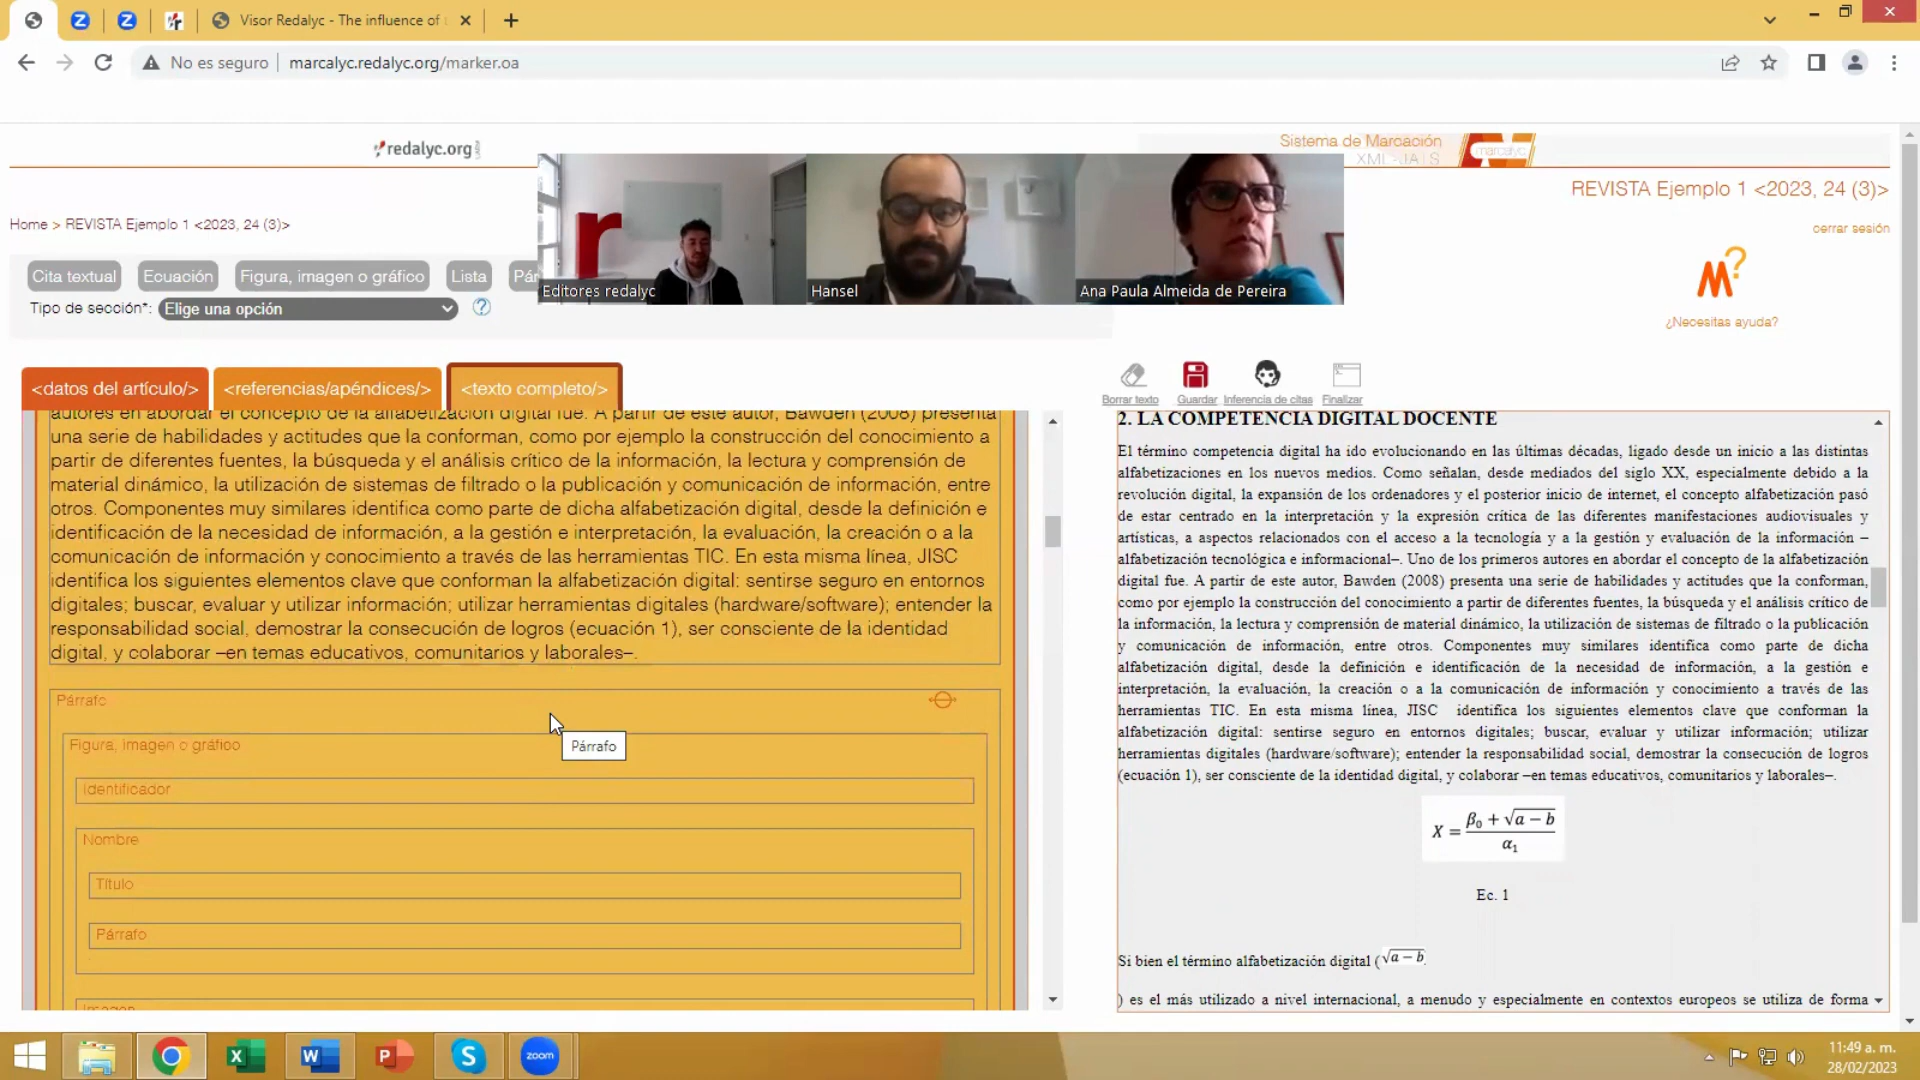 Visor Redalyc - The influence of
No es seguro
marcalyc.redalyc.org/marker.oa
redalyc.org
Sistema de Marcación
XML-JATS
marcalyc
REVISTA Ejemplo 1 <2023, 24 (3)>
Home > REVISTA Ejemplo 1 <2023, 24 (3)>
cerrar sesión
Cita textual
Ecuación
Figura, imagen o gráfico
Lista
Tipo de sección*:
Elige una opción
Editores redalyc
Hansel
Ana Paula Almeida de Pereira
¿Necesitas ayuda?
<datos del artículo/>
<referencias/apéndices/>
<texto completo/>
Borrar texto
Guardar
Inferencia de citas
Finalizar
autores en abordar el concepto de la alfabetización digital fue. A partir de este autor, Bawden (2008) presenta
una serie de habilidades y actitudes que la conforman, como por ejemplo la construcción del conocimiento a
partir de diferentes fuentes, la búsqueda y el análisis crítico de la información, la lectura y comprensión de
material dinámico, la utilización de sistemas de filtrado o la publicación y comunicación de información, entre
otros. Componentes muy similares identifica como parte de dicha alfabetización digital, desde la definición e
identificación de la necesidad de información, a la gestión e interpretación, la evaluación, la creación o a la
comunicación de información y conocimiento a través de las herramientas TIC. En esta misma línea, JISC
identifica los siguientes elementos clave que conforman la alfabetización digital: sentirse seguro en entornos
digitales; buscar, evaluar y utilizar información; utilizar herramientas digitales (hardware/software); entender la
responsabilidad social, demostrar la consecución de logros (ecuación 1), ser consciente de la identidad
digital, y colaborar –en temas educativos, comunitarios y laborales–.
Párrafo
Párrafo
Figura, imagen o gráfico
Identificador
Nombre
Título
Párrafo
Imagen
2. LA COMPETENCIA DIGITAL DOCENTE
El término competencia digital ha ido evolucionando en las últimas décadas, ligado desde un inicio a las distintas
alfabetizaciones en los nuevos medios. Como señalan, desde mediados del siglo XX, especialmente debido a la
revolución digital, la expansión de los ordenadores y el posterior inicio de internet, el concepto alfabetización pasó
de estar centrado en la interpretación y la expresión crítica de las diferentes manifestaciones audiovisuales y
artísticas, a aspectos relacionados con el acceso a la tecnología y a la gestión y evaluación de la información –
alfabetización tecnológica e informacional–. Uno de los primeros autores en abordar el concepto de la alfabetización
digital fue. A partir de este autor, Bawden (2008) presenta una serie de habilidades y actitudes que la conforman,
como por ejemplo la construcción del conocimiento a partir de diferentes fuentes, la búsqueda y el análisis crítico de
la información, la lectura y comprensión de material dinámico, la utilización de sistemas de filtrado o la publicación
y comunicación de información, entre otros. Componentes muy similares identifica como parte de dicha
alfabetización digital, desde la definición e identificación de la necesidad de información, a la gestión e
interpretación, la evaluación, la creación o a la comunicación de información y conocimiento a través de las
herramientas TIC. En esta misma línea, JISC identifica los siguientes elementos clave que conforman la
alfabetización digital: sentirse seguro en entornos digitales; buscar, evaluar y utilizar información; utilizar
herramientas digitales (hardware/software); entender la responsabilidad social, demostrar la consecución de logros
(ecuación 1), ser consciente de la identidad digital, y colaborar –en temas educativos, comunitarios y laborales–.
X = β₀ + √a − b / α₁
Ec. 1
Si bien el término alfabetización digital (√a − b
) es el más utilizado a nivel internacional, a menudo y especialmente en contextos europeos se utiliza de forma
zoom
11:49 a. m.
28/02/2023